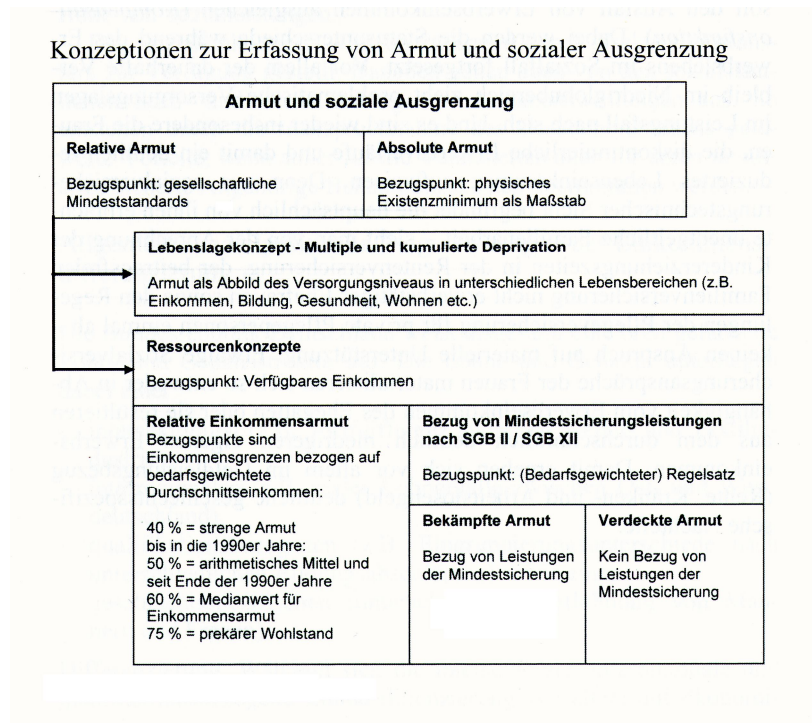 Konzeptionen zur Erfassung von Armut und sozialer Ausgrenzung
Armut und soziale Ausgrenzung
Relative Armut
Bezugspunkt: gesellschaftliche
Mindeststandards
Absolute Armut
Bezugspunkt: physisches
Existenzminimum als Maßstab
Lebenslagekonzept - Multiple und kumulierte Deprivation
Armut als Abbild des Versorgungsniveaus in unterschiedlichen Lebensbereichen (z.B.
Einkommen, Bildung, Gesundheit, Wohnen etc.)
Ressourcenkonzepte
Bezugspunkt: Verfügbares Einkommen
Relative Einkommensarmut
Bezugspunkte sind
Einkommensgrenzen bezogen auf
bedarfsgewichtete
Durchschnittseinkommen:
40 % = strenge Armut
bis in die 1990er Jahre:
50 % = arithmetisches Mittel und
seit Ende der 1990er Jahre
60 % = Medianwert für
Einkommensarmut
75 % = prekärer Wohlstand
Bezug von Mindestsicherungsleistungen
nach SGB II / SGB XII
Bezugspunkt: (Bedarfsgewichteter) Regelsatz
Bekämpfte Armut
Bezug von Leistungen
der Mindestsicherung
Verdeckte Armut
Kein Bezug von
Leistungen der
Mindestsicherung